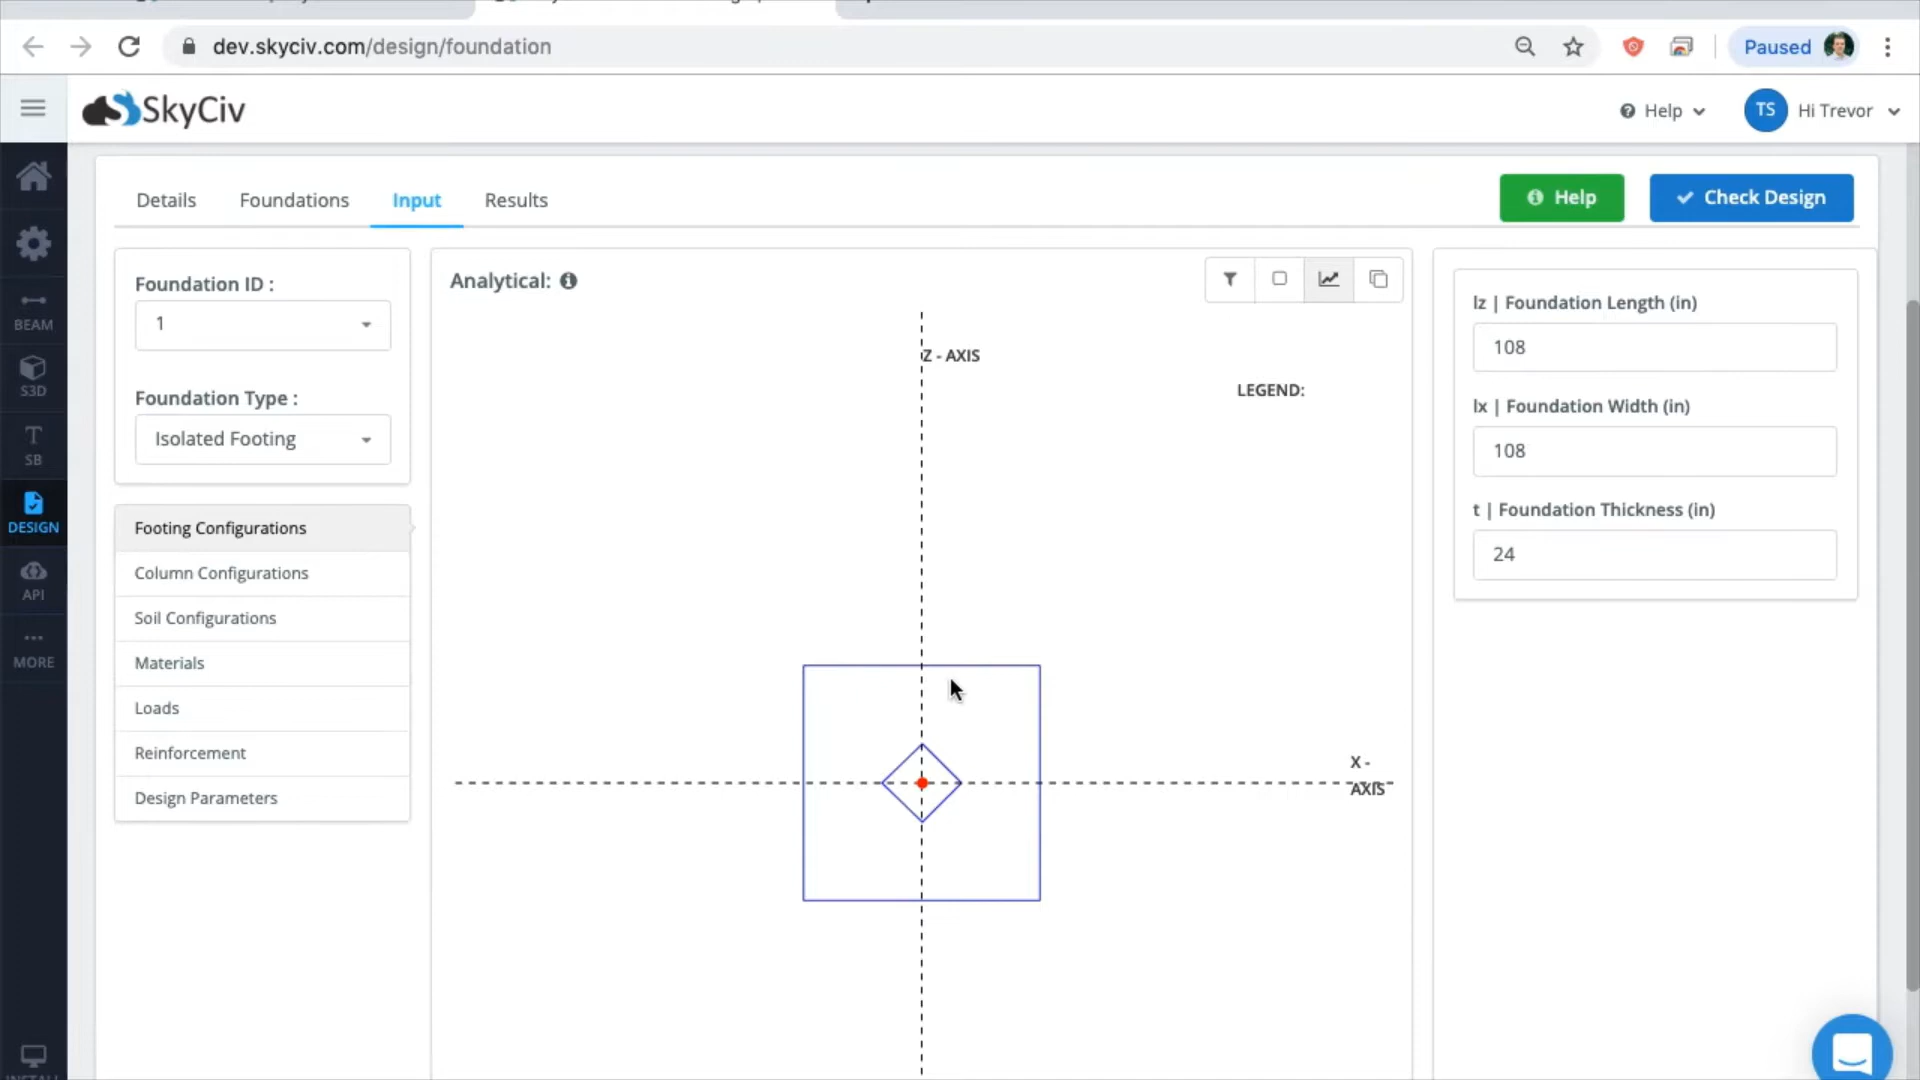 dev.skyciv.com/design/foundation
Paused
SkyCiv
Help
TS
Hi Trevor
Details
Foundations
Input
Results
Help
Check Design
BEAM
S3D
SB
DESIGN
API
MORE
Foundation ID :
1
Foundation Type :
Isolated Footing
Footing Configurations
Column Configurations
Soil Configurations
Materials
Loads
Reinforcement
Design Parameters
Analytical:
Z - AXIS
LEGEND:
X -
AXIS
lz | Foundation Length (in)
108
lx | Foundation Width (in)
108
t | Foundation Thickness (in)
24